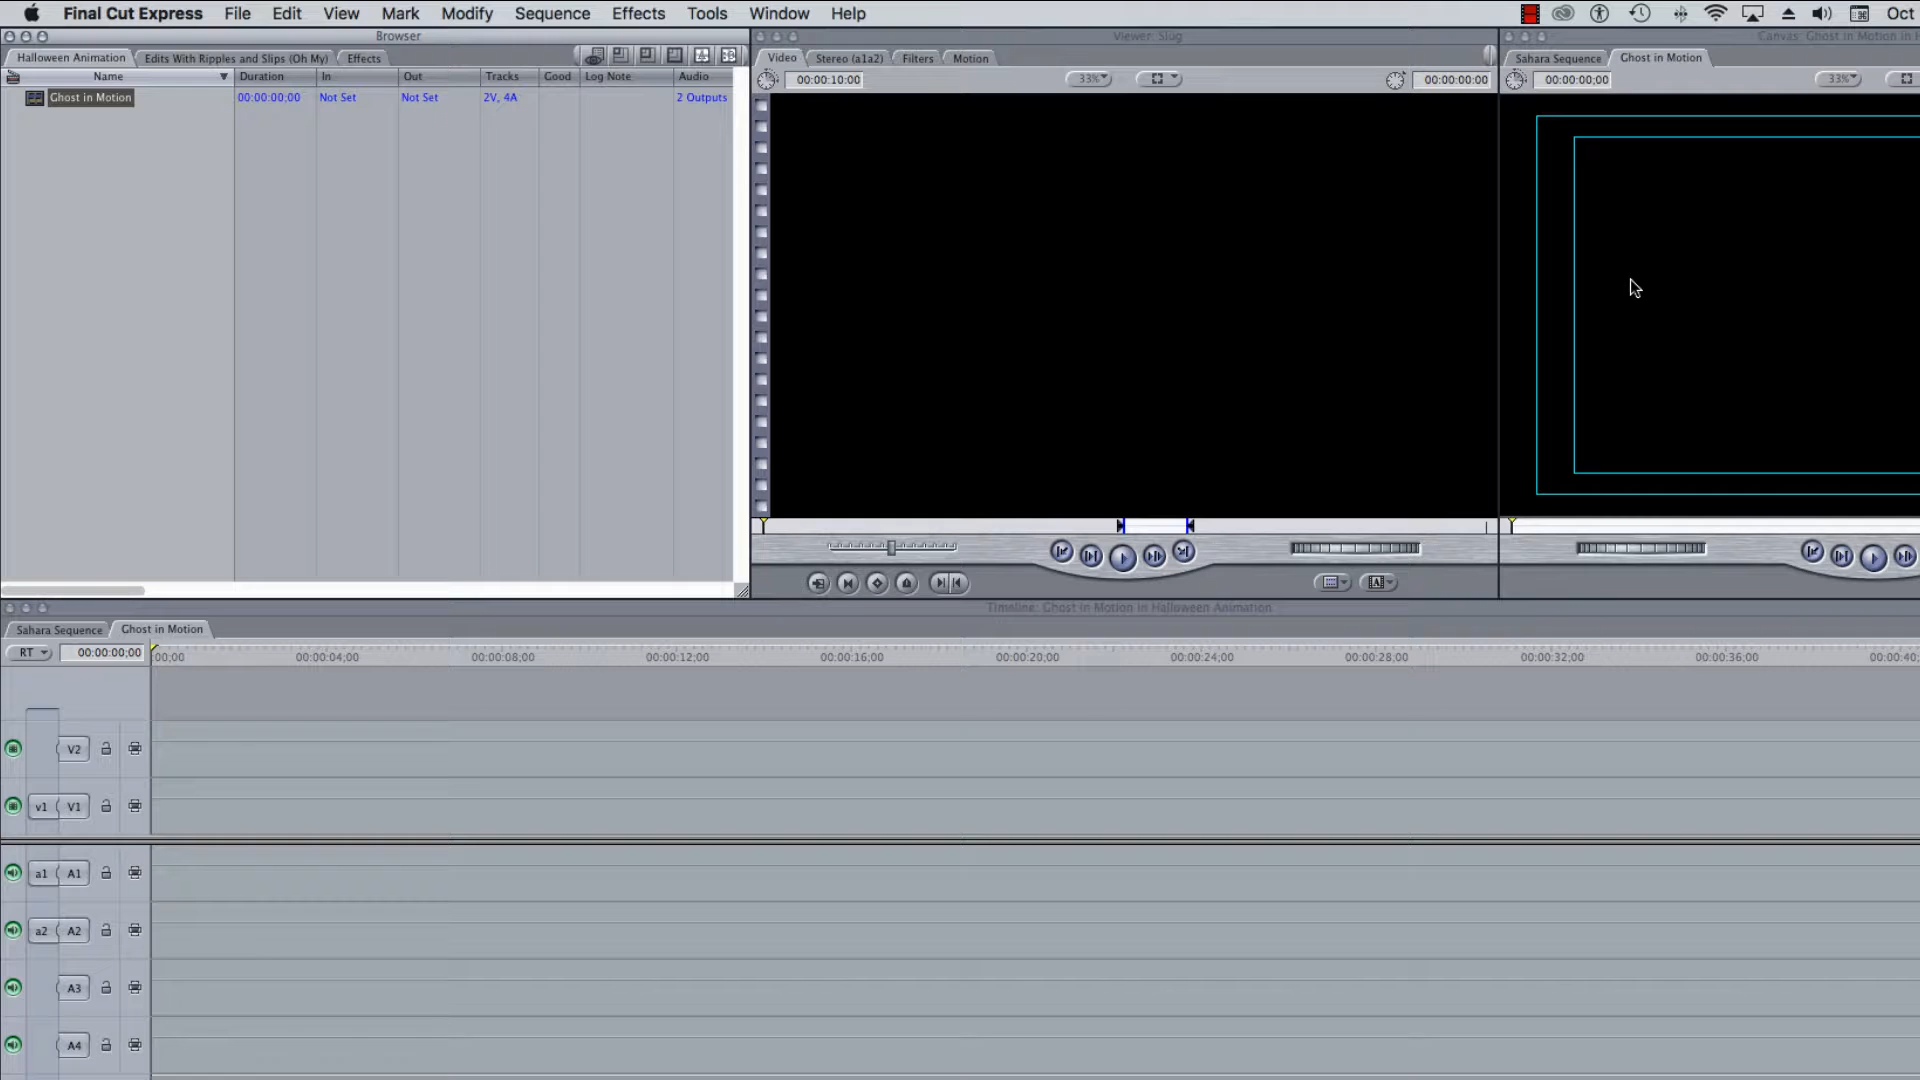 Final Cut Express File Edit View Mark Modify Sequence Effects Tools Window Help Oct
Browser
Halloween Animation Edits With Ripples and Slips (Oh My) Effects
Name Duration In Out Tracks Good Log Note Audio
Ghost in Motion 00:00:00;00 Not Set Not Set 2V, 4A 2 Outputs
Viewer: Slug
Video Stereo (a1a2) Filters Motion
00:00:10:00 33% 00:00:00:00
Canvas: Ghost in Motion in H
Sahara Sequence Ghost in Motion
00:00:00;00 33%
Timeline: Ghost in Motion in Halloween Animation
Sahara Sequence Ghost in Motion
RT 00:00:00;00 00;00 00:00:04;00 00:00:08;00 00:00:12;00 00:00:16;00 00:00:20;00 00:00:24;00 00:00:28;00 00:00:32;00 00:00:36;00 00:00:40;
V2
v1 V1
a1 A1
a2 A2
A3
A4